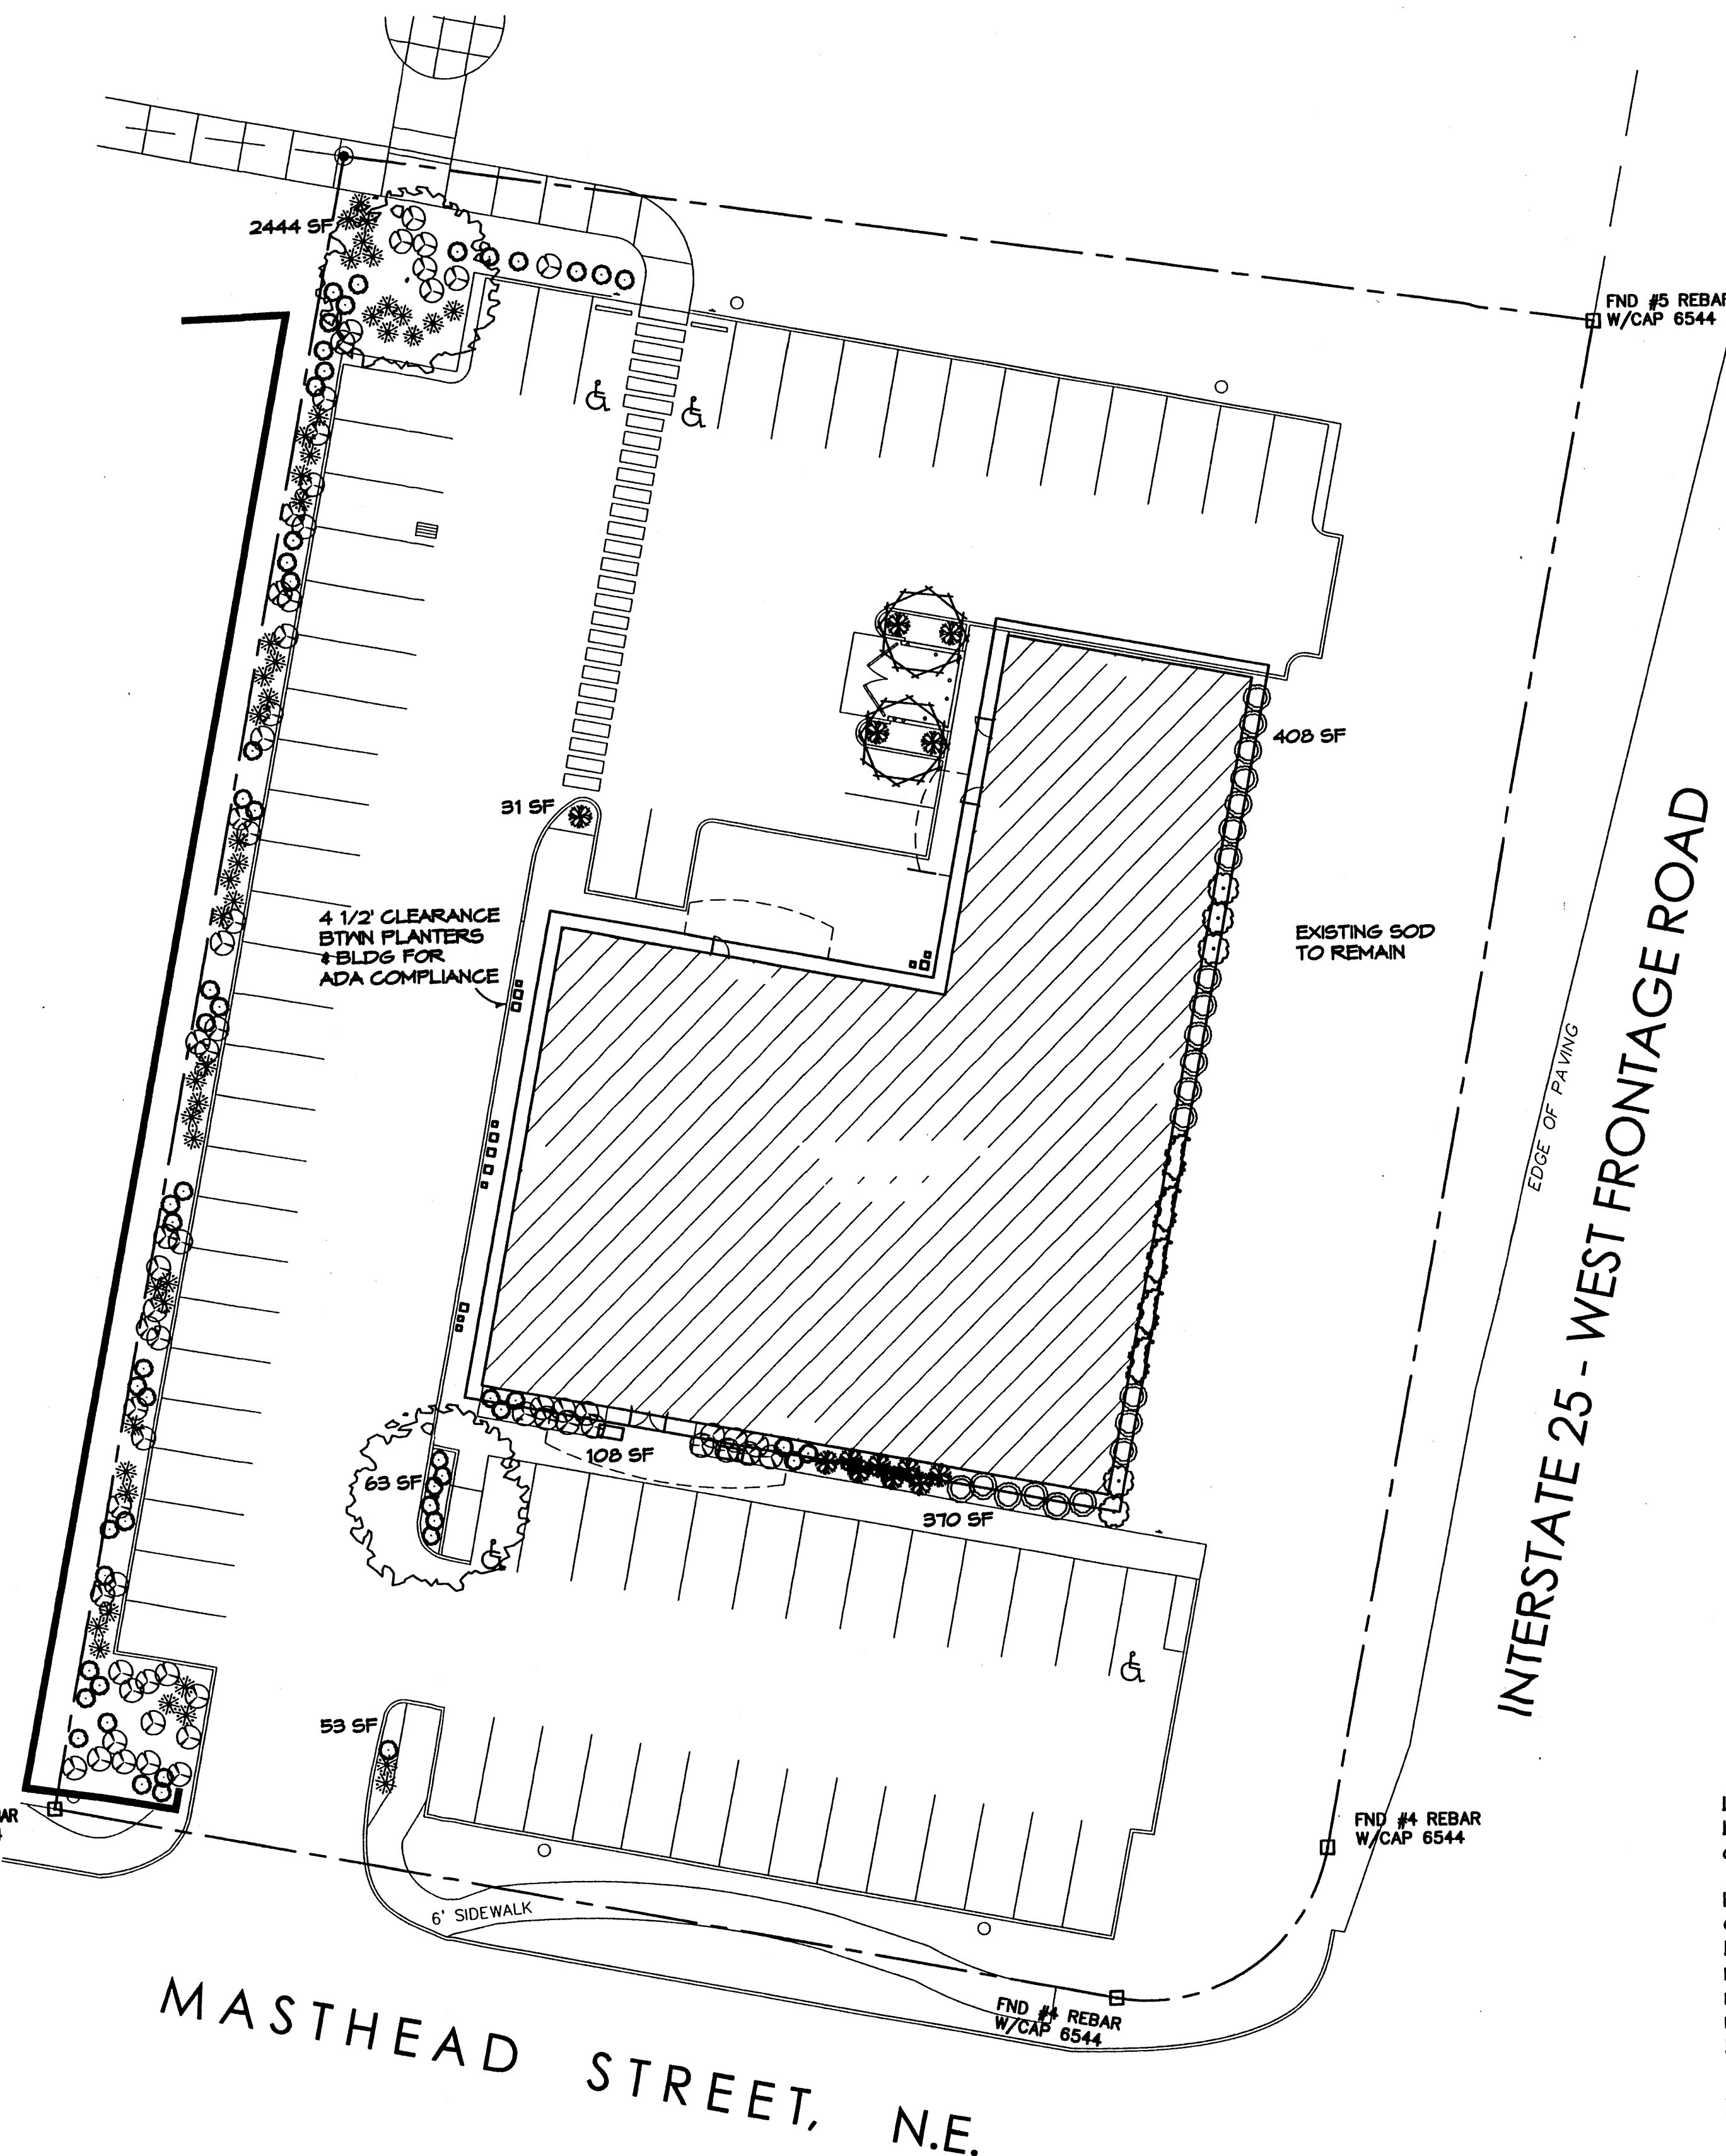 2444 SF
FND #5 REBAR
W/CAP 6544
408 SF
31 SF
4 1/2' CLEARANCE
BTWN PLANTERS
& BLDG FOR
ADA COMPLIANCE
EXISTING SOD
TO REMAIN
EDGE OF PAVING
INTERSTATE 25 - WEST FRONTAGE ROAD
108 SF
63 SF
370 SF
53 SF
FND #4 REBAR
W/CAP 6544
6' SIDEWALK
FND #4 REBAR
W/CAP 6544
MASTHEAD STREET, N.E.